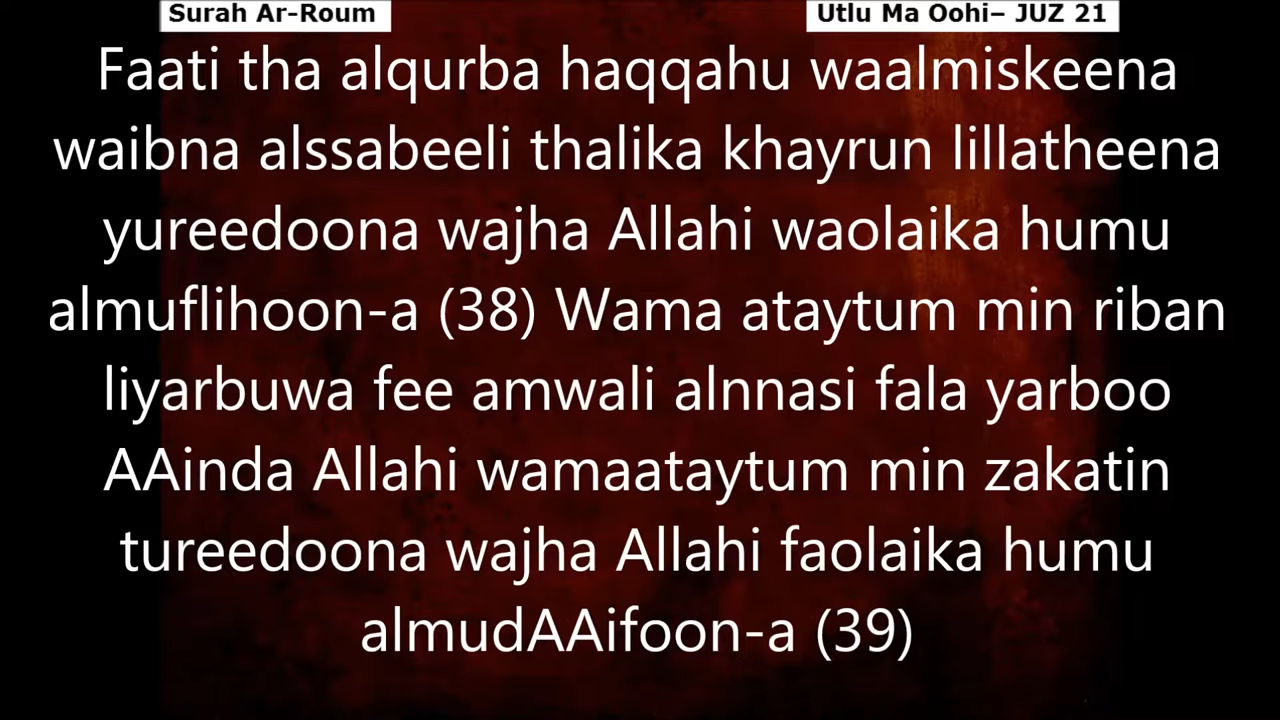 Surah Ar-Roum
Utlu Ma Oohi– JUZ 21
Faati tha alqurba haqqahu waalmiskeena
waibna alssabeeli thalika khayrun lillatheena
yureedoona wajha Allahi waolaika humu
almuflihoon-a (38) Wama ataytum min riban
liyarbuwa fee amwali alnnasi fala yarboo
AAinda Allahi wamaataytum min zakatin
tureedoona wajha Allahi faolaika humu
almudAAifoon-a (39)